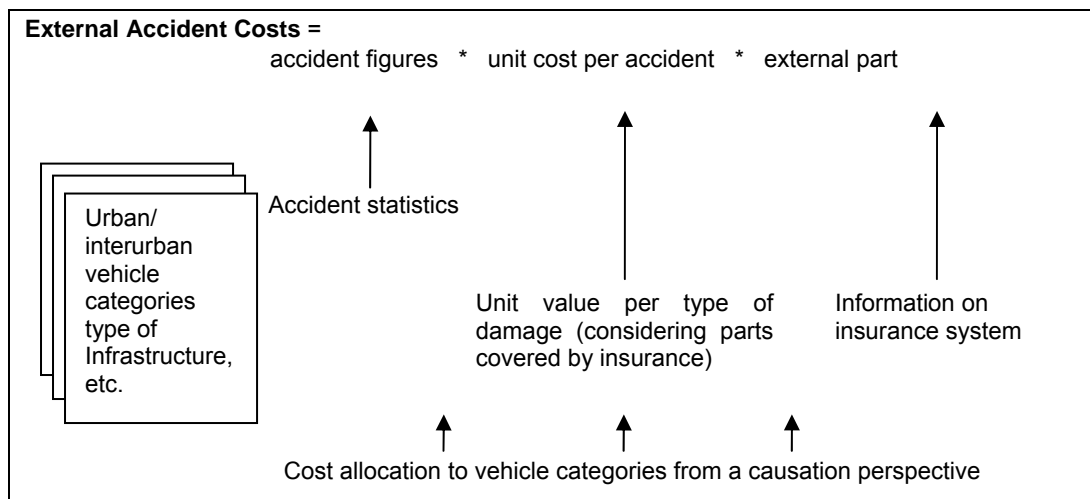 External Accident Costs =
accident figures * unit cost per accident * external part
Accident statistics
Urban/
interurban
vehicle
categories
type of
Infrastructure,
etc.
Unit value per type of
damage (considering parts
covered by insurance)
Information on
insurance system
Cost allocation to vehicle categories from a causation perspective